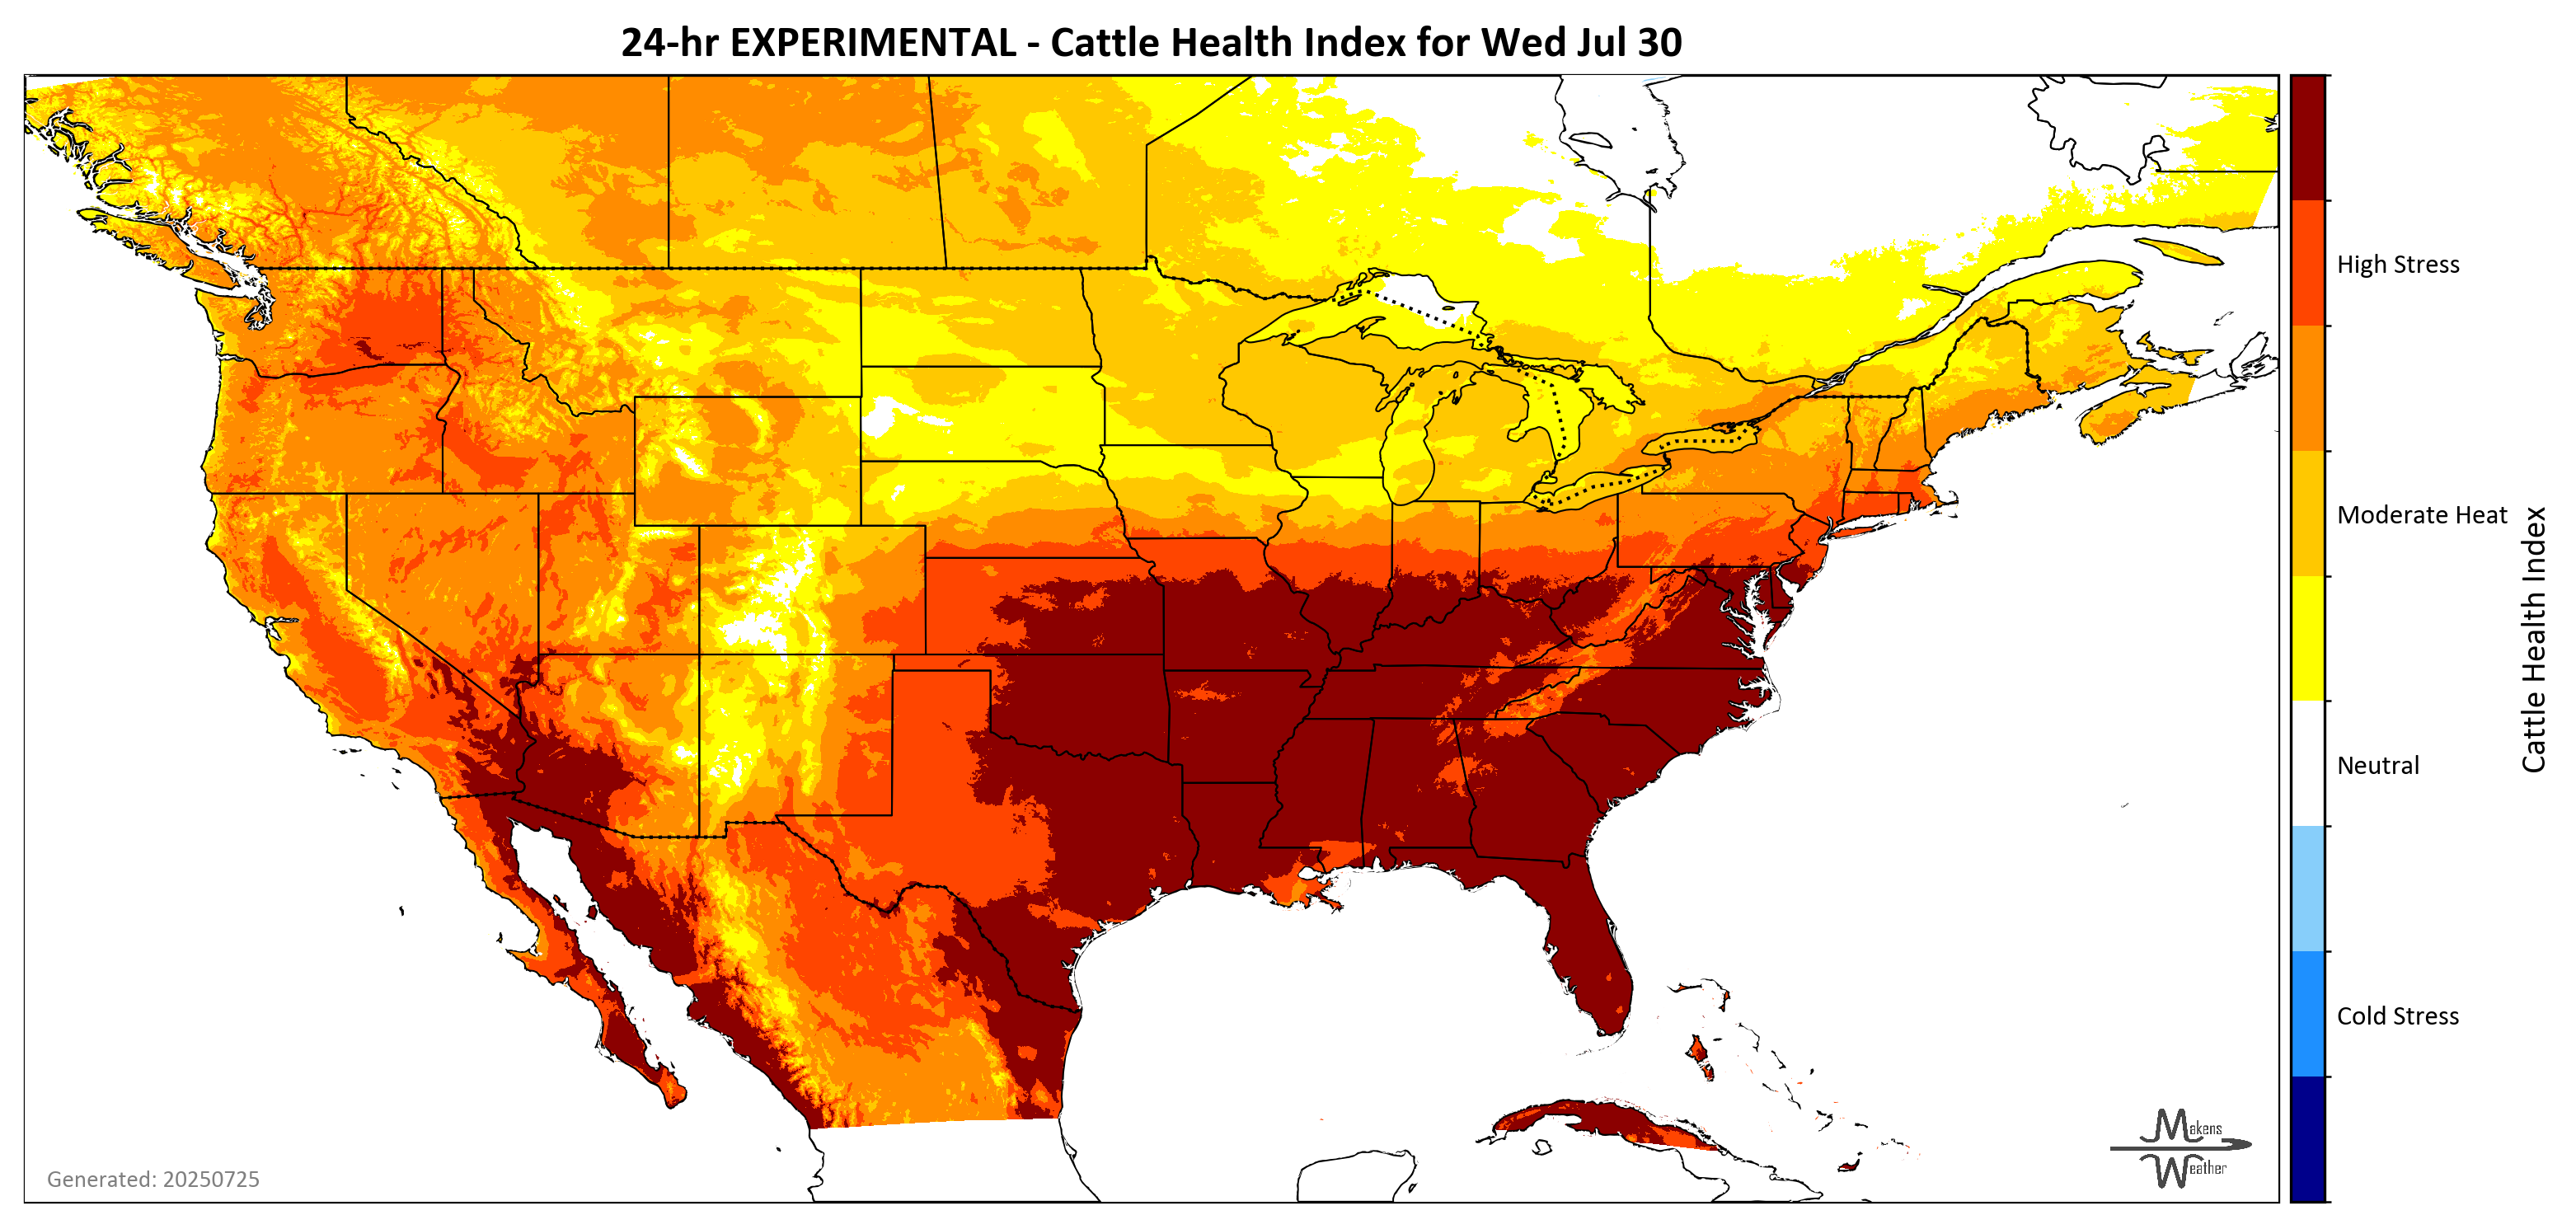 24-hr EXPERIMENTAL - Cattle Health Index for Wed Jul 30
High Stress
Moderate Heat
Neutral
Cold Stress
Cattle Health Index
Makens
Weather
Generated: 20250725